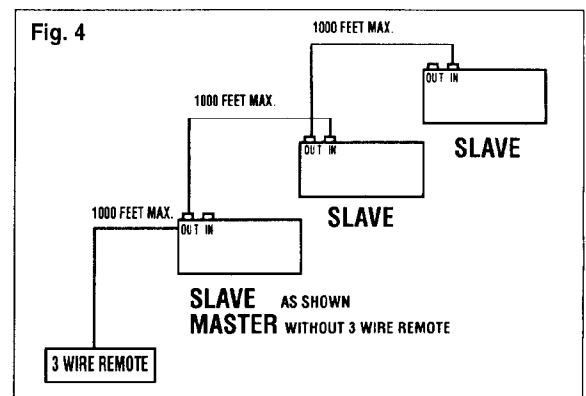 Fig. 4
1000 FEET MAX.
OUT IN
SLAVE
1000 FEET MAX.
OUT IN
SLAVE
1000 FEET MAX.
OUT IN
SLAVE AS SHOWN
MASTER WITHOUT 3 WIRE REMOTE
3 WIRE REMOTE